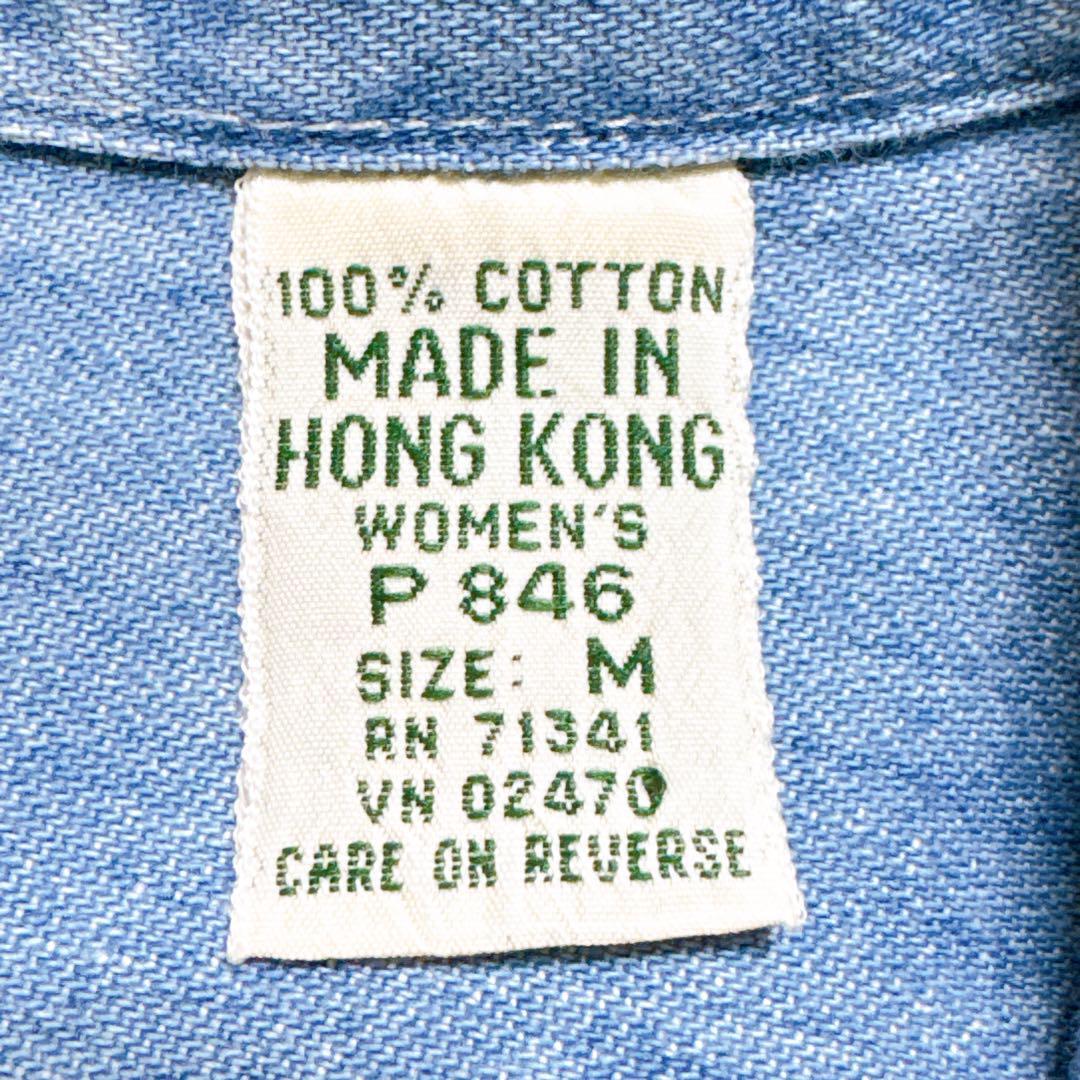 100% COTTON
MADE IN
HONG KONG
WOMEN'S
P 846
SIZE: M
RN 71341
VN 02470
CARE ON REVERSE